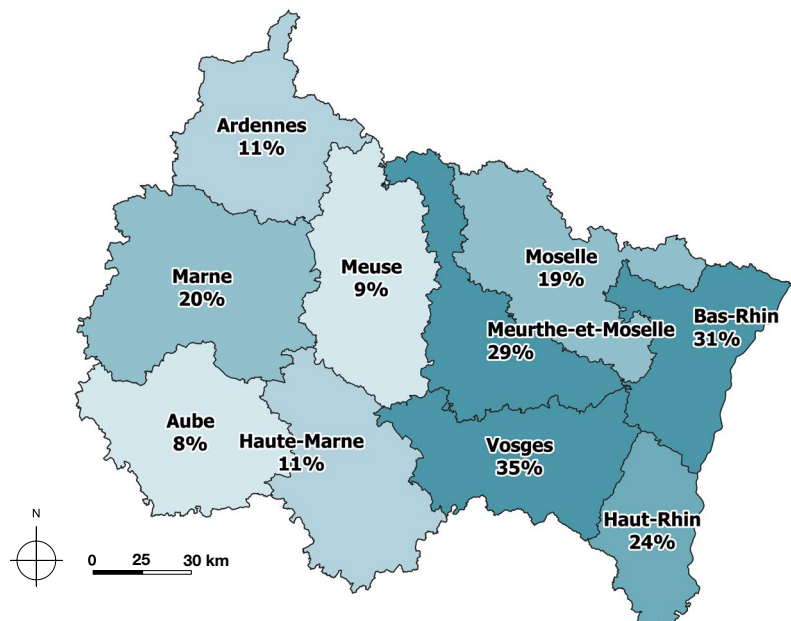 Ardennes
11%
Marne
20%
Meuse
9%
Moselle
19%
Bas-Rhin
31%
Meurthe-et-Moselle
29%
Aube
8%
Haute-Marne
11%
Vosges
35%
Haut-Rhin
24%
N
0 25 30 km